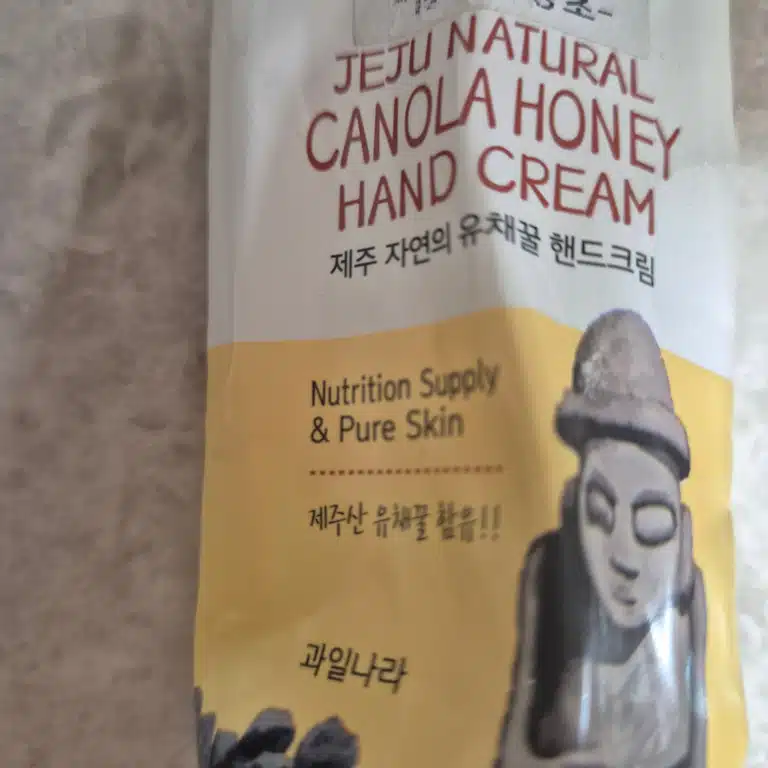 JEJU NATURAL
CANOLA HONEY
HAND CREAM
제주 자연의 유채꿀 핸드크림
Nutrition Supply
& Pure Skin
제주산 유채꿀 함유!!
과일나라